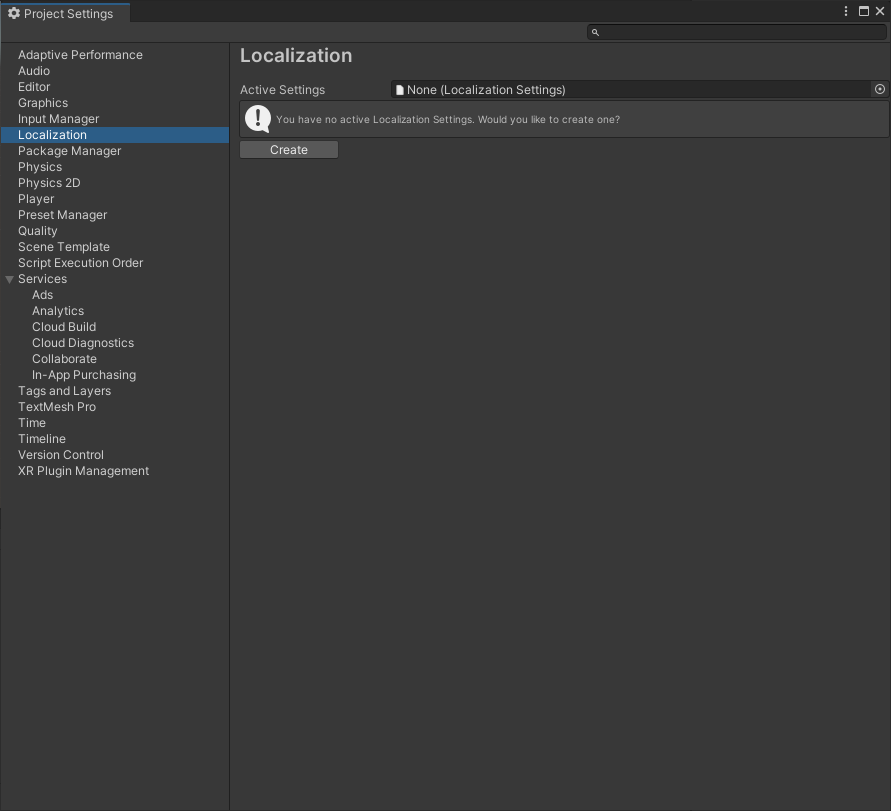 Project Settings
Adaptive Performance
Audio
Editor
Graphics
Input Manager
Localization
Package Manager
Physics
Physics 2D
Player
Preset Manager
Quality
Scene Template
Script Execution Order
Services
Ads
Analytics
Cloud Build
Cloud Diagnostics
Collaborate
In-App Purchasing
Tags and Layers
TextMesh Pro
Time
Timeline
Version Control
XR Plugin Management
Localization
Active Settings None (Localization Settings)
You have no active Localization Settings. Would you like to create one?
Create